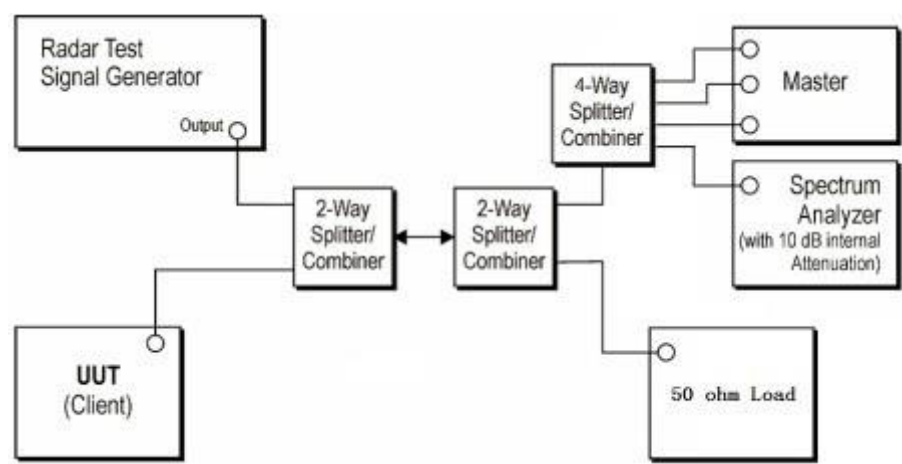 Radar Test
Signal Generator
Output
4-Way
Splitter/
Combiner
Master
Spectrum
Analyzer
(with 10 dB internal
Attenuation)
2-Way
Splitter/
Combiner
2-Way
Splitter/
Combiner
UUT
(Client)
50 ohm Load